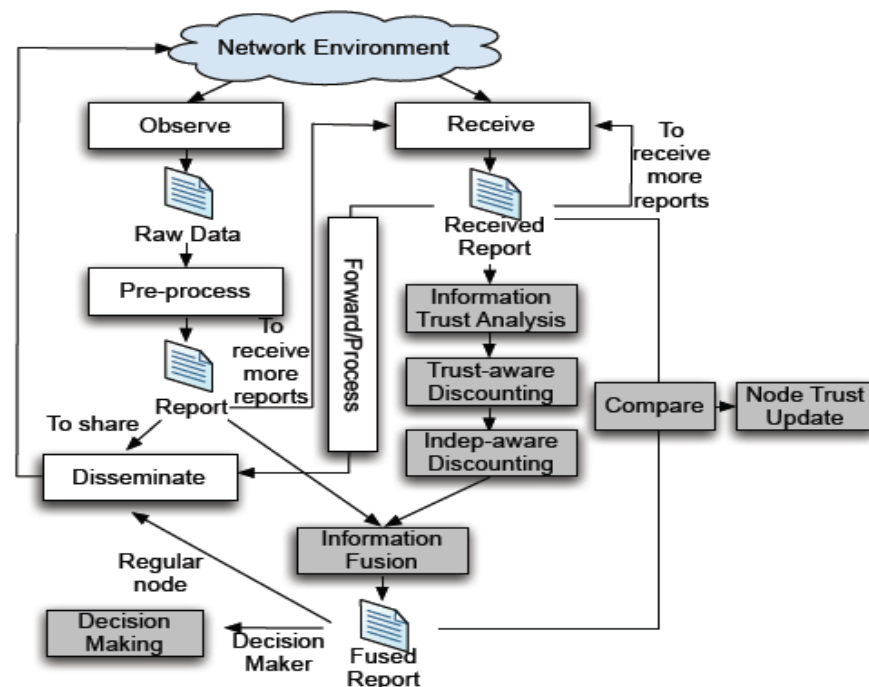 Network Environment
Observe
Receive
To
receive
more
reports
Raw Data
Received
Report
Forward/Process
Pre-process
Information
Trust Analysis
To
receive
more
reports
Report
Trust-aware
Discounting
Compare
Node Trust
Update
To share
Indep-aware
Discounting
Disseminate
Information
Fusion
Regular
node
Decision
Making
Decision
Maker
Fused
Report